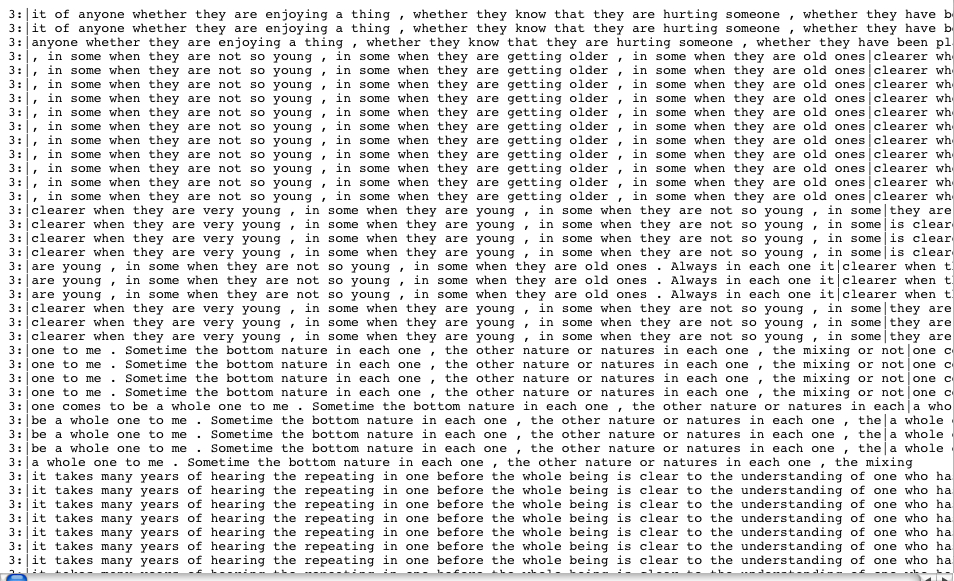 3:|it of anyone whether they are enjoying a thing , whether they know that they are hurting someone , whether they have b
3:|it of anyone whether they are enjoying a thing , whether they know that they are hurting someone , whether they have b
3:|anyone whether they are enjoying a thing , whether they know that they are hurting someone , whether they have been pl
3:|, in some when they are not so young , in some when they are getting older , in some when they are old ones|clearer wh
3:|, in some when they are not so young , in some when they are getting older , in some when they are old ones|clearer wh
3:|, in some when they are not so young , in some when they are getting older , in some when they are old ones|clearer wh
3:|, in some when they are not so young , in some when they are getting older , in some when they are old ones|clearer wh
3:|, in some when they are not so young , in some when they are getting older , in some when they are old ones|clearer wh
3:|, in some when they are not so young , in some when they are getting older , in some when they are old ones|clearer wh
3:|, in some when they are not so young , in some when they are getting older , in some when they are old ones|clearer wh
3:|, in some when they are not so young , in some when they are getting older , in some when they are old ones|clearer wh
3:|, in some when they are not so young , in some when they are getting older , in some when they are old ones|clearer wh
3:|, in some when they are not so young , in some when they are getting older , in some when they are old ones|clearer wh
3:|, in some when they are not so young , in some when they are getting older , in some when they are old ones|clearer wh
3:|clearer when they are very young , in some when they are young , in some when they are not so young , in some|they are
3:|clearer when they are very young , in some when they are young , in some when they are not so young , in some|is clear
3:|clearer when they are very young , in some when they are young , in some when they are not so young , in some|is clear
3:|clearer when they are very young , in some when they are young , in some when they are not so young , in some|is clear
3:|are young , in some when they are not so young , in some when they are old ones . Always in each one it|clearer when t
3:|are young , in some when they are not so young , in some when they are old ones . Always in each one it|clearer when t
3:|are young , in some when they are not so young , in some when they are old ones . Always in each one it|clearer when t
3:|clearer when they are very young , in some when they are young , in some when they are not so young , in some|they are
3:|clearer when they are very young , in some when they are young , in some when they are not so young , in some|they are
3:|clearer when they are very young , in some when they are young , in some when they are not so young , in some|they are
3:|one to me . Sometime the bottom nature in each one , the other nature or natures in each one , the mixing or not|one c
3:|one to me . Sometime the bottom nature in each one , the other nature or natures in each one , the mixing or not|one c
3:|one to me . Sometime the bottom nature in each one , the other nature or natures in each one , the mixing or not|one c
3:|one to me . Sometime the bottom nature in each one , the other nature or natures in each one , the mixing or not|one c
3:|one comes to be a whole one to me . Sometime the bottom nature in each one , the other nature or natures in each|a who
3:|be a whole one to me . Sometime the bottom nature in each one , the other nature or natures in each one , the|a whole
3:|be a whole one to me . Sometime the bottom nature in each one , the other nature or natures in each one , the|a whole
3:|be a whole one to me . Sometime the bottom nature in each one , the other nature or natures in each one , the|a whole
3:|a whole one to me . Sometime the bottom nature in each one , the other nature or natures in each one , the mixing
3:|it takes many years of hearing the repeating in one before the whole being is clear to the understanding of one who ha
3:|it takes many years of hearing the repeating in one before the whole being is clear to the understanding of one who ha
3:|it takes many years of hearing the repeating in one before the whole being is clear to the understanding of one who ha
3:|it takes many years of hearing the repeating in one before the whole being is clear to the understanding of one who ha
3:|it takes many years of hearing the repeating in one before the whole being is clear to the understanding of one who ha
3:|it takes many years of hearing the repeating in one before the whole being is clear to the understanding of one who ha
3:|it takes many years of hearing the repeating in one before the whole being is clear to the understanding of one who ha